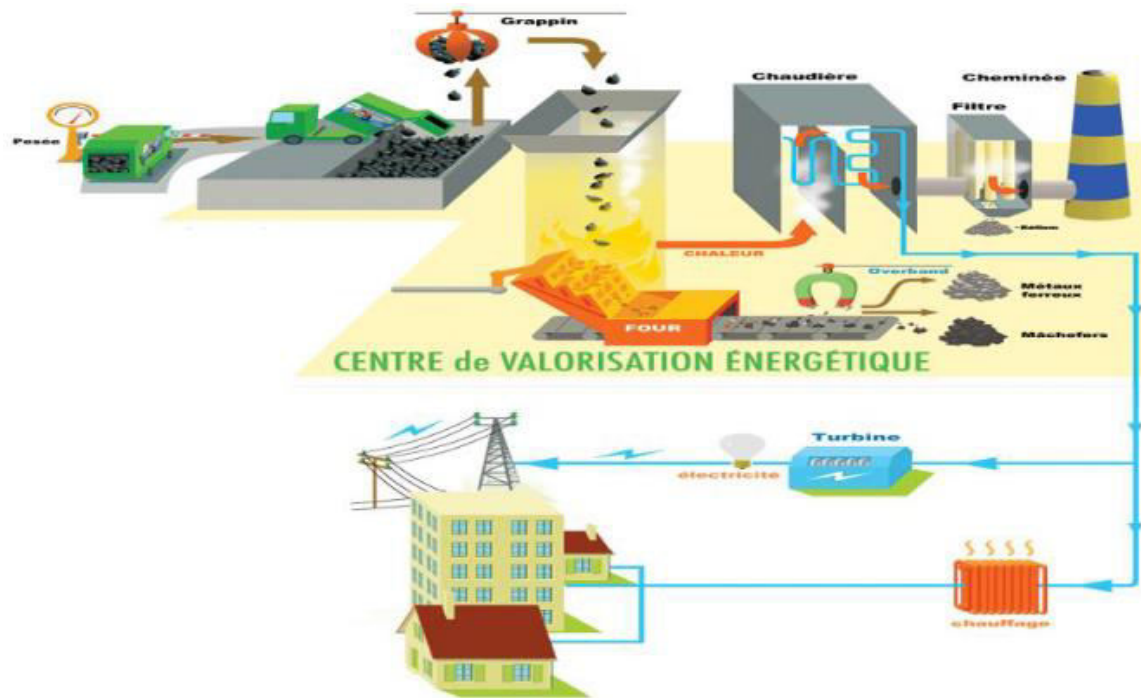 Grappin
Chaudière
Cheminée
Filtre
Pesée
CHALEUR
Overband
Métaux
ferreux
FOUR
Mâchefers
CENTRE de VALORISATION ÉNERGÉTIQUE
Turbine
électricité
chauffage